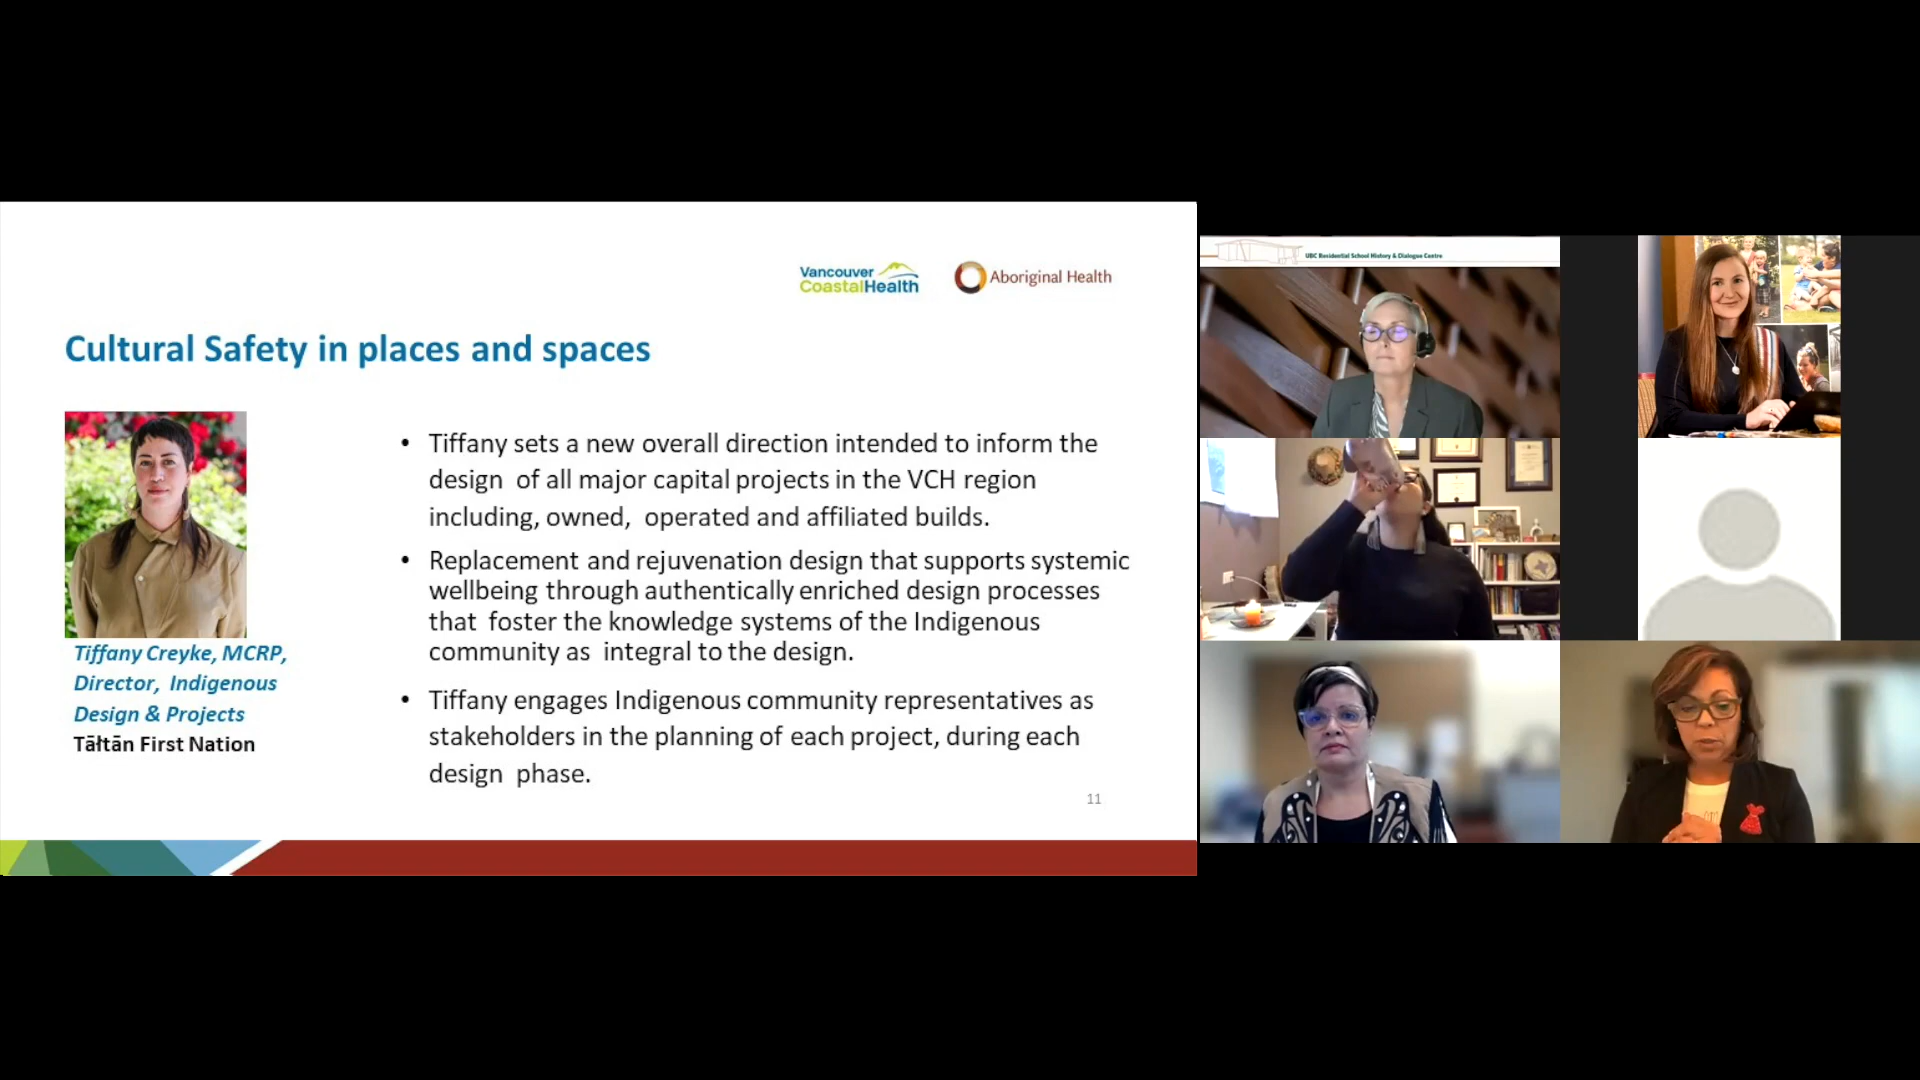 Vancouver
CoastalHealth
Aboriginal Health
Cultural Safety in places and spaces
• Tiffany sets a new overall direction intended to inform the
design of all major capital projects in the VCH region
including, owned, operated and affiliated builds.
• Replacement and rejuvenation design that supports systemic
wellbeing through authentically enriched design processes
that foster the knowledge systems of the Indigenous
community as integral to the design.
• Tiffany engages Indigenous community representatives as
stakeholders in the planning of each project, during each
design phase.
Tiffany Creyke, MCRP,
Director, Indigenous
Design & Projects
Tāłtān First Nation
11
UBC Residential School History & Dialogue Centre